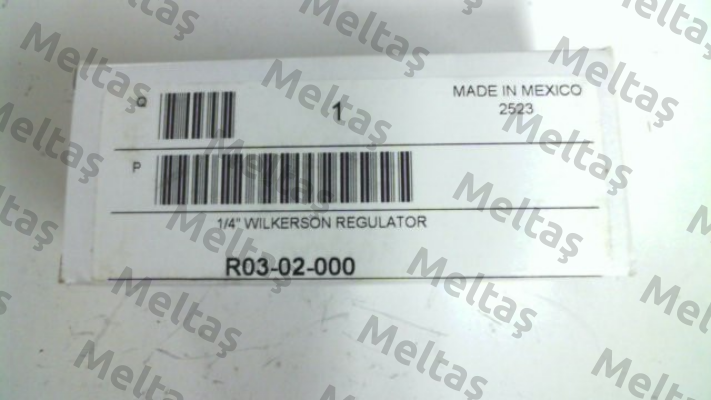 Q
1
MADE IN MEXICO
2523
P
1/4" WILKERSON REGULATOR
R03-02-000
Meltaş